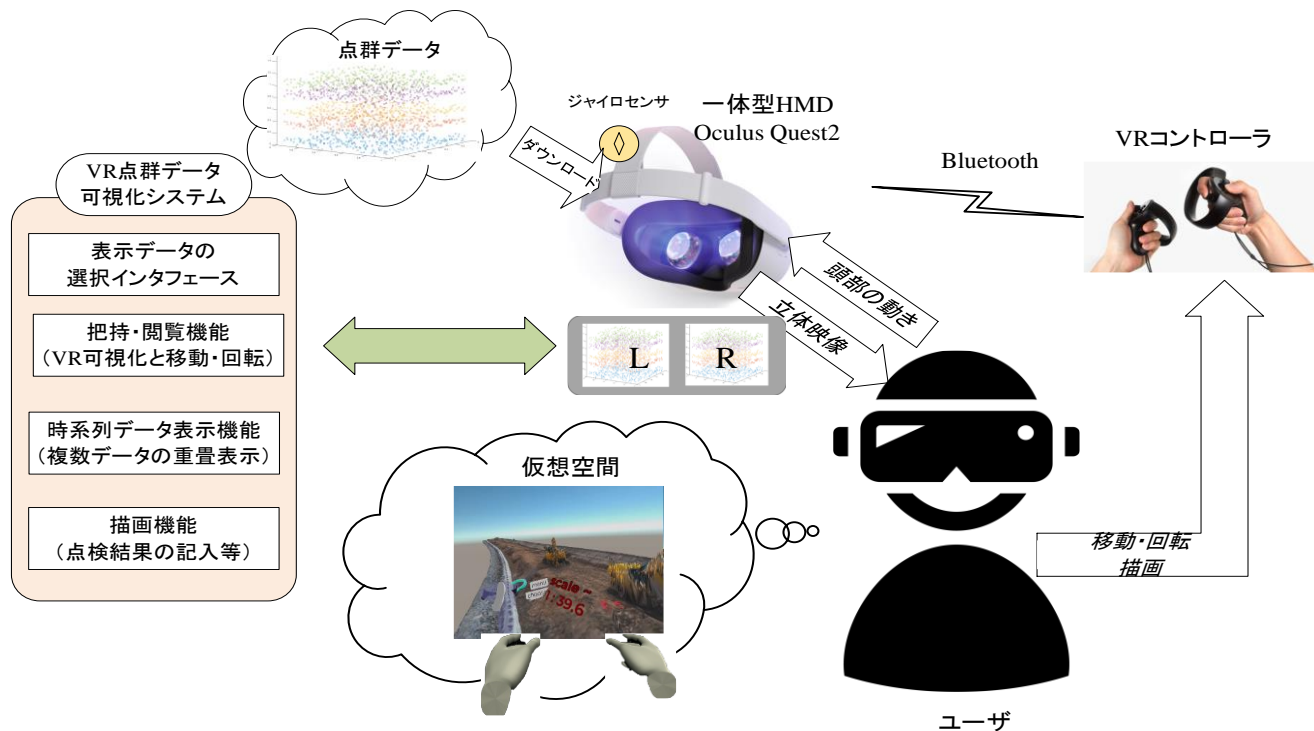 点群データ
ジャイロセンサ
一体型HMD
Oculus Quest2
ダウンロード
Bluetooth
VRコントローラ
VR点群データ
可視化システム
表示データの
選択インタフェース
把持・閲覧機能
(VR可視化と移動・回転)
時系列データ表示機能
(複数データの重畳表示)
描画機能
(点検結果の記入等)
頭部の動き
立体映像
L
R
仮想空間
scale ~
1:39.6
移動・回転
描画
ユーザ